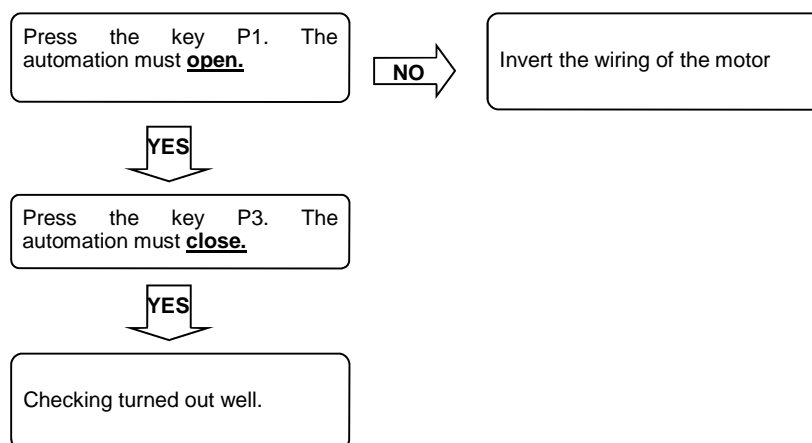 Press the key P1. The
automation must open.
NO
Invert the wiring of the motor
YES
Press the key P3. The
automation must close.
YES
Checking turned out well.